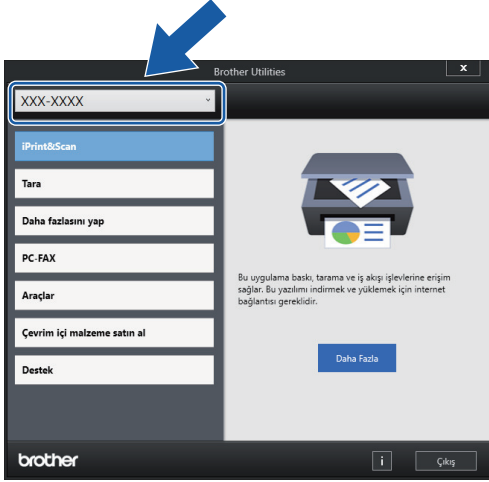 Brother Utilities
X
XXX-XXXX
iPrint&Scan
Tara
Daha fazlasını yap
PC-FAX
Araçlar
Çevrim içi malzeme satın al
Destek
Bu uygulama baskı, tarama ve iş akışı işlevlerine erişim
sağlar. Bu yazılımı indirmek ve yüklemek için internet
bağlantısı gereklidir.
Daha Fazla
brother
i
Çıkış